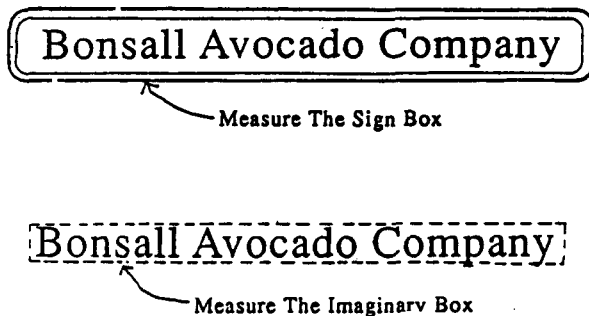 Bonsall Avocado Company
Measure The Sign Box
Bonsall Avocado Company
Measure The Imaginary Box